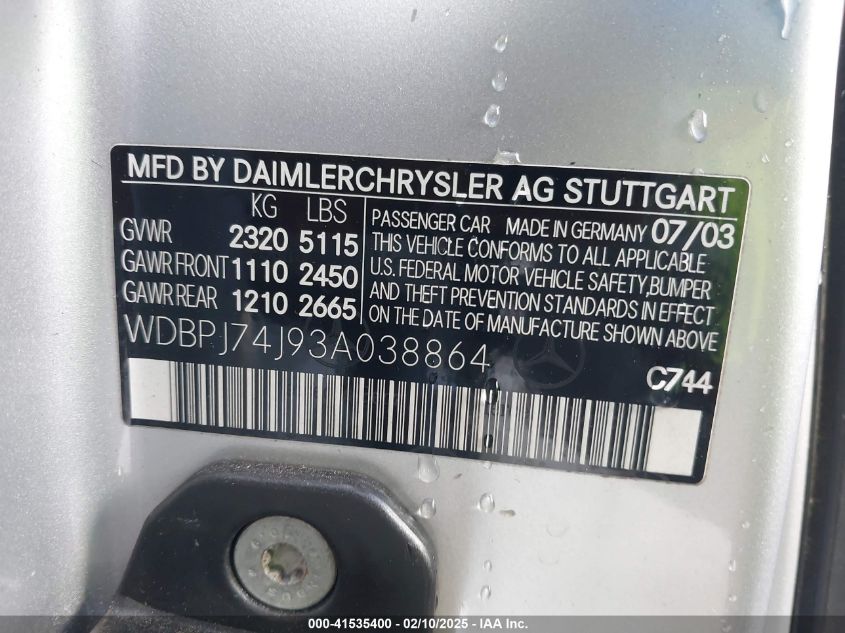 MFD BY DAIMLERCHRYSLER AG STUTTGART
KG LBS
GVWR 2320 5115
GAWR FRONT 1110 2450
GAWR REAR 1210 2665
PASSENGER CAR MADE IN GERMANY 07/03
THIS VEHICLE CONFORMS TO ALL APPLICABLE
U.S. FEDERAL MOTOR VEHICLE SAFETY,BUMPER
AND THEFT PREVENTION STANDARDS IN EFFECT
ON THE DATE OF MANUFACTURE SHOWN ABOVE
WDBPJ74J93A038864
C744
000-41535400 - 02/10/2025 - IAA Inc.